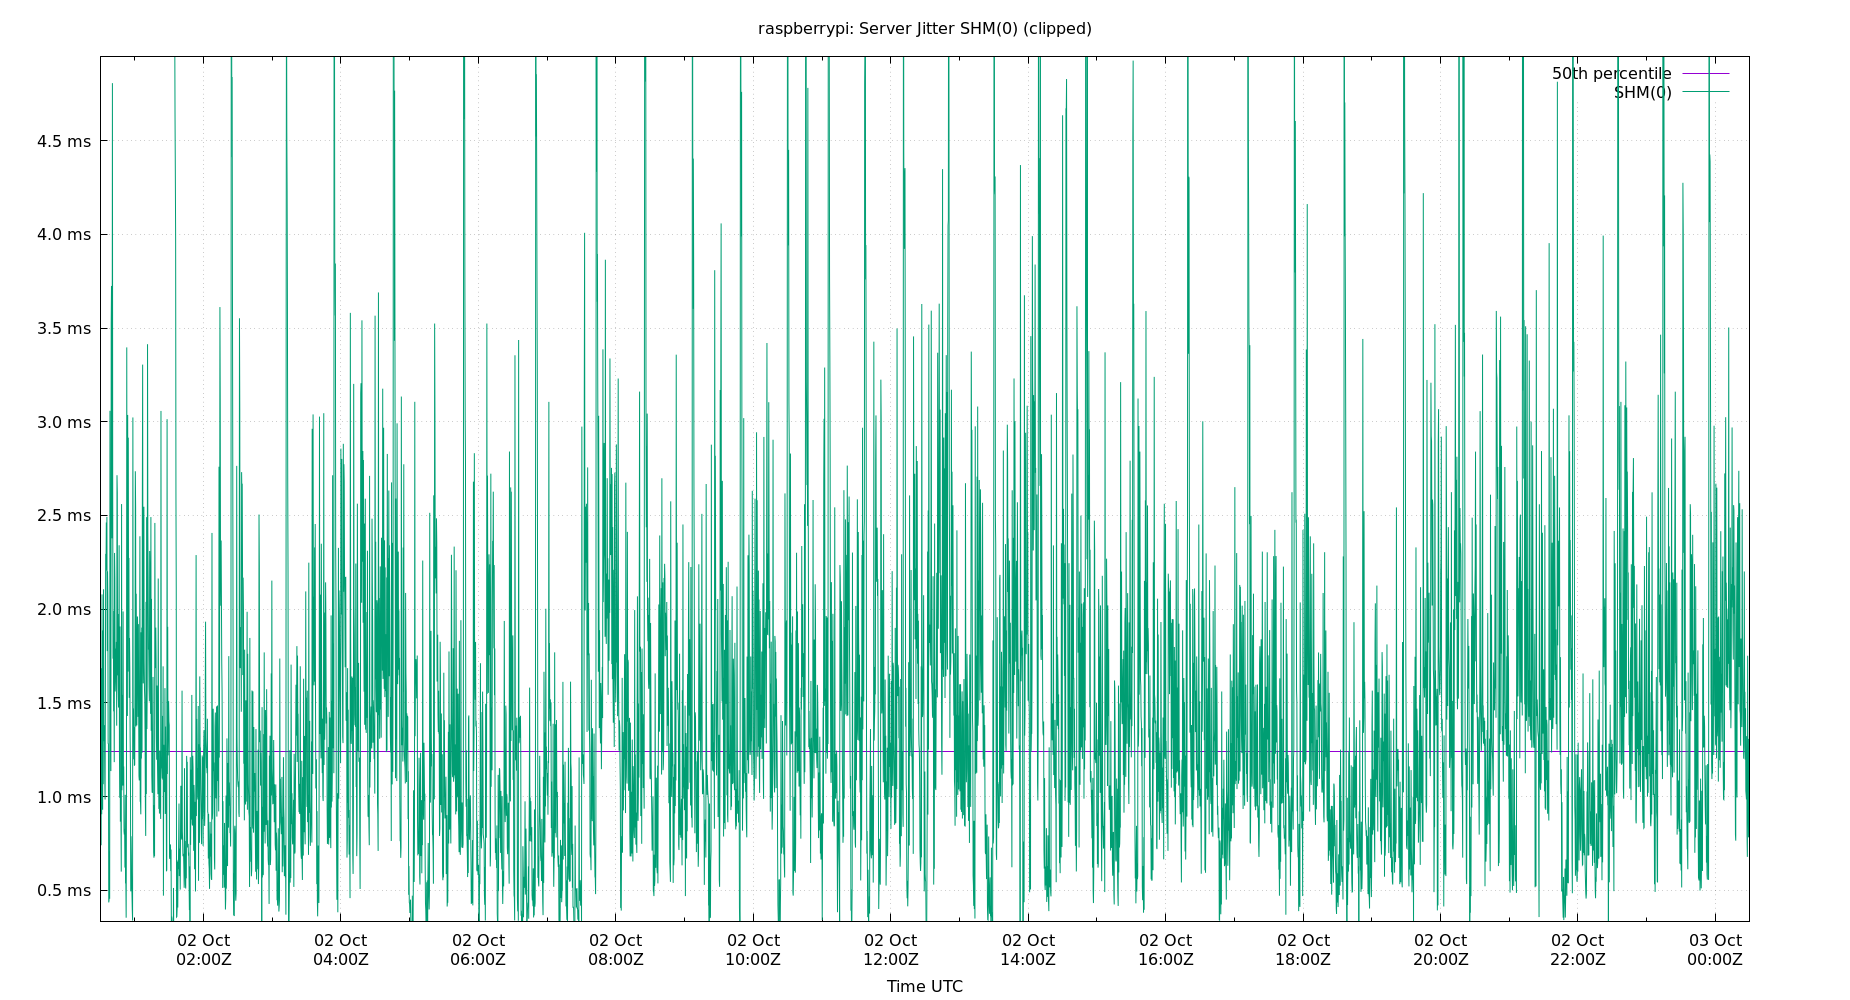 raspberrypi: Server Jitter SHM(0) (clipped)
50th percentile
SHM(0)
4.5 ms
4.0 ms
3.5 ms
3.0 ms
2.5 ms
2.0 ms
1.5 ms
1.0 ms
0.5 ms
02 Oct 02 Oct 02 Oct 02 Oct 02 Oct 02 Oct 02 Oct 02 Oct 02 Oct 02 Oct 02 Oct 03 Oct
02:00Z 04:00Z 06:00Z 08:00Z 10:00Z 12:00Z 14:00Z 16:00Z 18:00Z 20:00Z 22:00Z 00:00Z
Time UTC